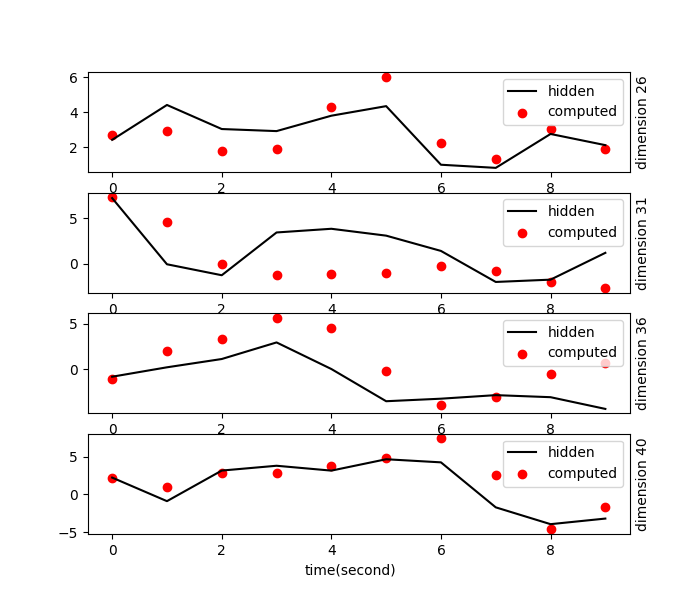 6
4
2
hidden
computed
dimension 26
0
2
4
6
8
5
0
hidden
computed
dimension 31
0
2
4
6
8
5
0
hidden
computed
dimension 36
0
2
4
6
8
5
0
−5
hidden
computed
dimension 40
0
2
4
6
8
time(second)